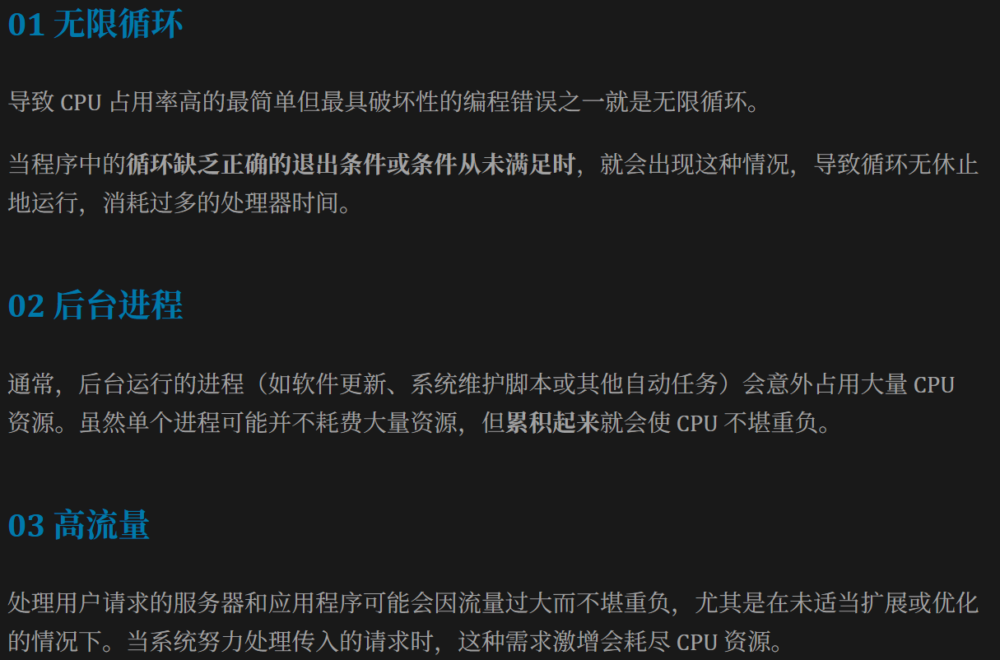 01 无限循环
导致 CPU 占用率高的最简单但最具破坏性的编程错误之一就是无限循环。
当程序中的循环缺乏正确的退出条件或条件从未满足时，就会出现这种情况，导致循环无休止
地运行，消耗过多的处理器时间。
02 后台进程
通常，后台运行的进程（如软件更新、系统维护脚本或其他自动任务）会意外占用大量 CPU
资源。虽然单个进程可能并不耗费大量资源，但累积起来就会使 CPU 不堪重负。
03 高流量
处理用户请求的服务器和应用程序可能会因流量过大而不堪重负，尤其是在未适当扩展或优化
的情况下。当系统努力处理传入的请求时，这种需求激增会耗尽 CPU 资源。